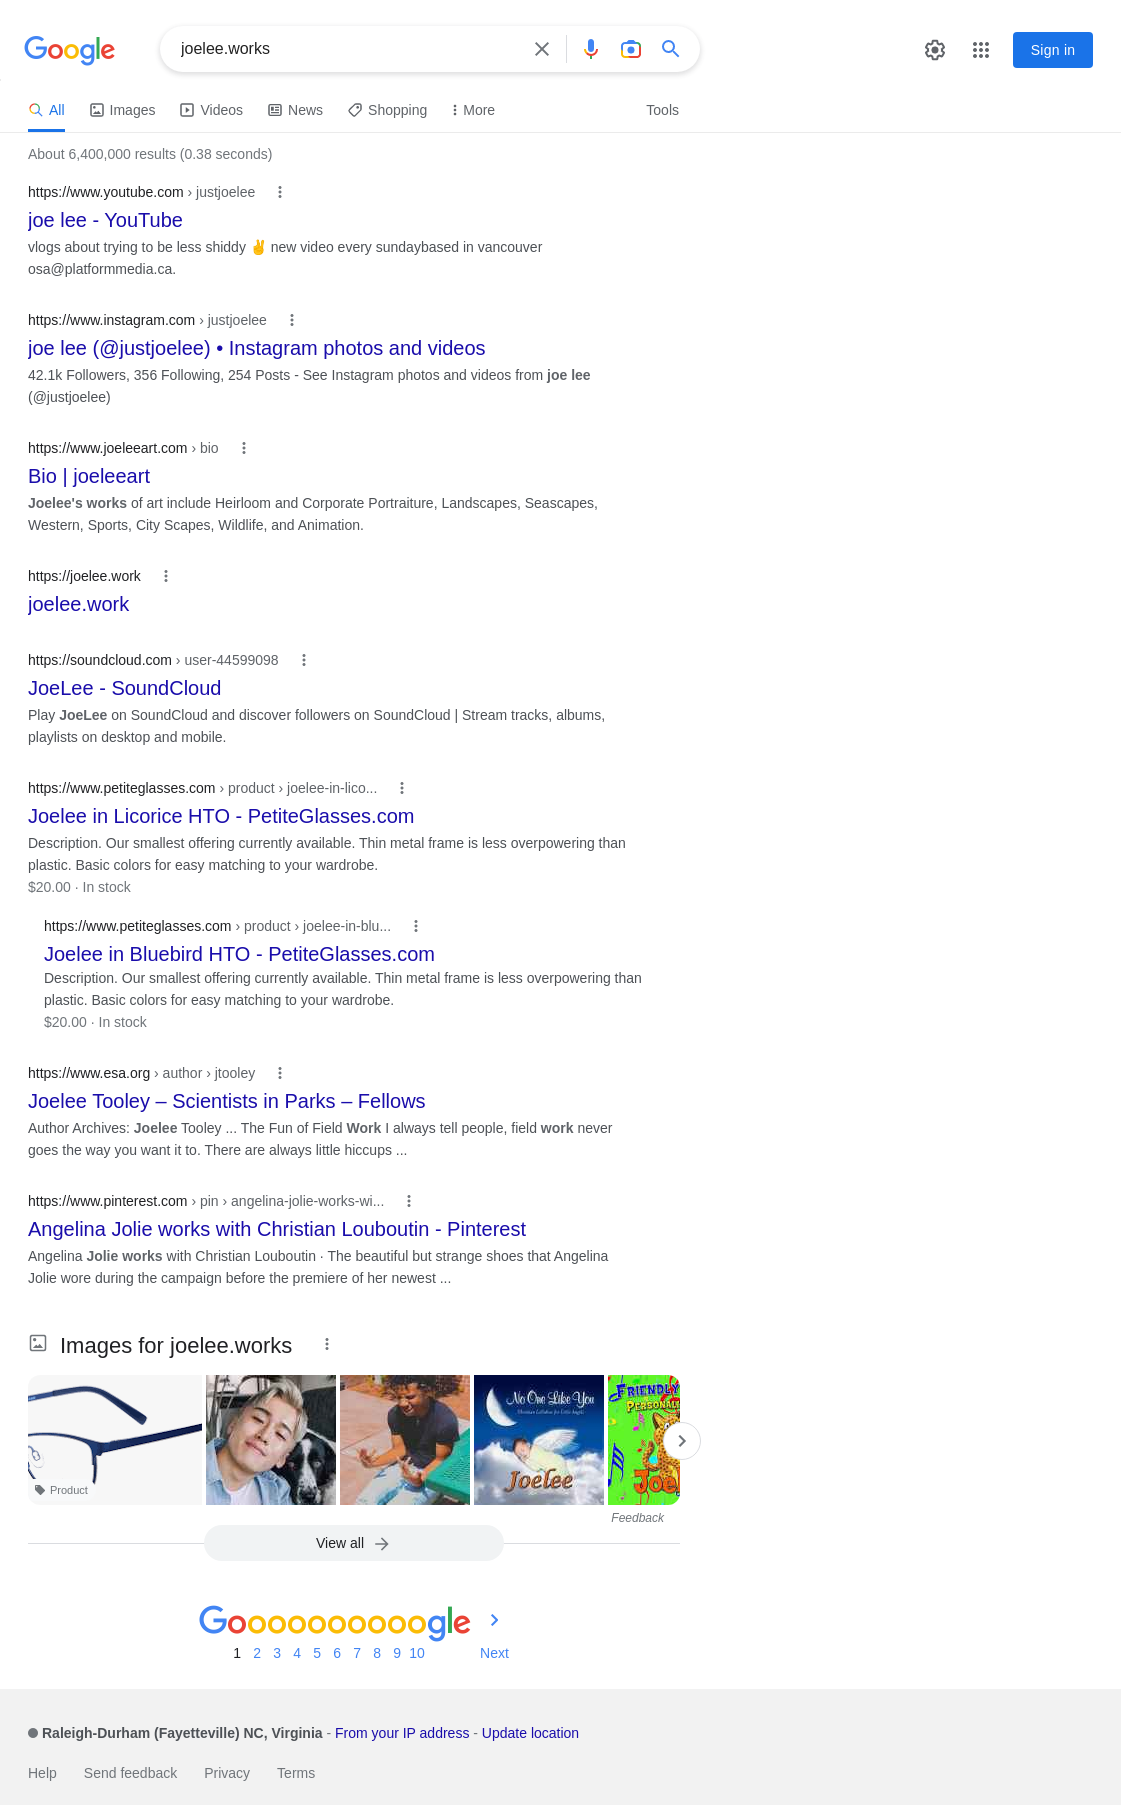 Google
joelee.works
Sign in
All Images Videos News Shopping More Tools
About 6,400,000 results (0.38 seconds)
https://www.youtube.com › justjoelee
joe lee - YouTube
vlogs about trying to be less shiddy ✌️ new video every sundaybased in vancouver
osa@platformmedia.ca.
https://www.instagram.com › justjoelee
joe lee (@justjoelee) • Instagram photos and videos
42.1k Followers, 356 Following, 254 Posts - See Instagram photos and videos from joe lee
(@justjoelee)
https://www.joeleeart.com › bio
Bio | joeleeart
Joelee's works of art include Heirloom and Corporate Portraiture, Landscapes, Seascapes,
Western, Sports, City Scapes, Wildlife, and Animation.
https://joelee.work
joelee.work
https://soundcloud.com › user-44599098
JoeLee - SoundCloud
Play JoeLee on SoundCloud and discover followers on SoundCloud | Stream tracks, albums,
playlists on desktop and mobile.
https://www.petiteglasses.com › product › joelee-in-lico...
Joelee in Licorice HTO - PetiteGlasses.com
Description. Our smallest offering currently available. Thin metal frame is less overpowering than
plastic. Basic colors for easy matching to your wardrobe.
$20.00 · In stock
https://www.petiteglasses.com › product › joelee-in-blu...
Joelee in Bluebird HTO - PetiteGlasses.com
Description. Our smallest offering currently available. Thin metal frame is less overpowering than
plastic. Basic colors for easy matching to your wardrobe.
$20.00 · In stock
https://www.esa.org › author › jtooley
Joelee Tooley – Scientists in Parks – Fellows
Author Archives: Joelee Tooley ... The Fun of Field Work I always tell people, field work never
goes the way you want it to. There are always little hiccups ...
https://www.pinterest.com › pin › angelina-jolie-works-wi...
Angelina Jolie works with Christian Louboutin - Pinterest
Angelina Jolie works with Christian Louboutin · The beautiful but strange shoes that Angelina
Jolie wore during the campaign before the premiere of her newest ...
Images for joelee.works
No One Like You
Christian Lullabies for Little Angels
Joelee
FRIENDLY
PERSONAL
Joe
Product
Feedback
View all
Goooooooooogle
1 2 3 4 5 6 7 8 9 10 Next
Raleigh-Durham (Fayetteville) NC, Virginia - From your IP address - Update location
Help Send feedback Privacy Terms